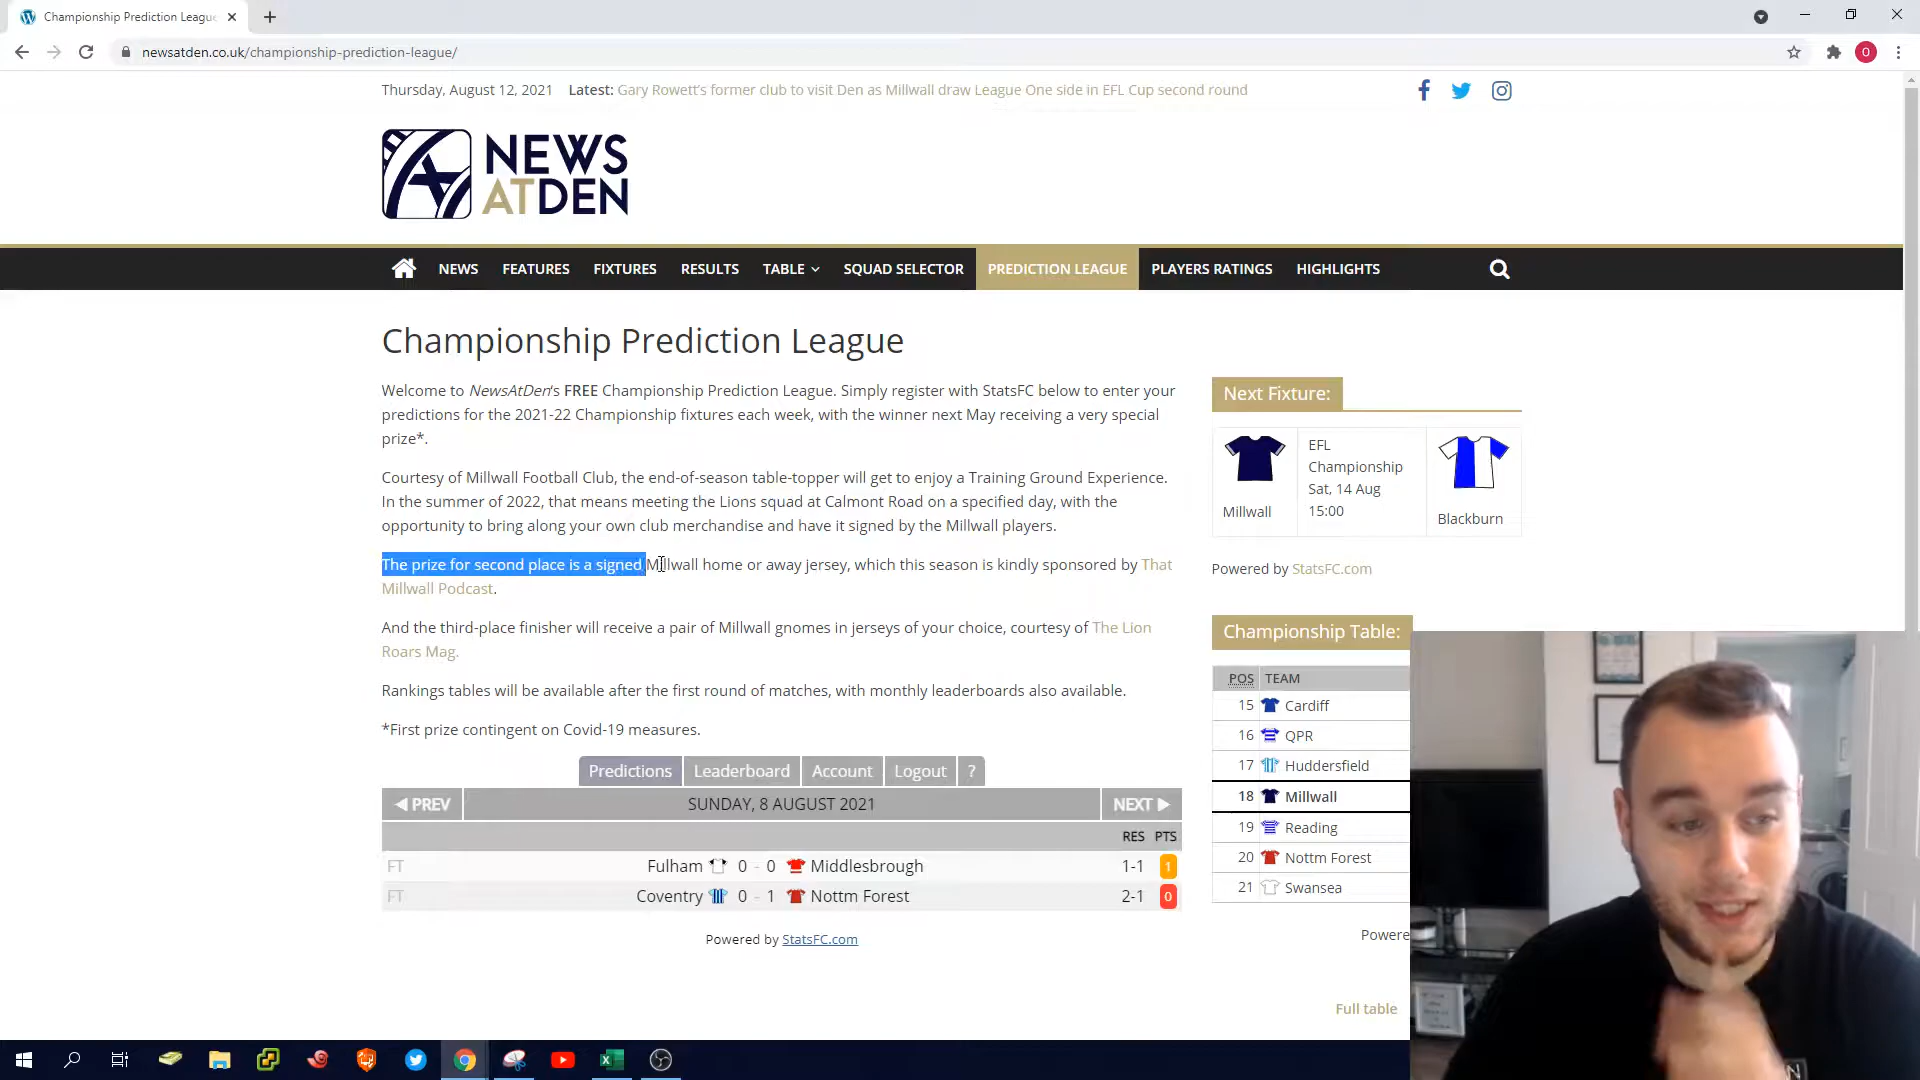 Championship Prediction League
newsatden.co.uk/championship-prediction-league/
O
Thursday, August 12, 2021 Latest: Gary Rowett's former club to visit Den as Millwall draw League One side in EFL Cup second round
NEWS
ATDEN
NEWS FEATURES FIXTURES RESULTS TABLE SQUAD SELECTOR PREDICTION LEAGUE PLAYERS RATINGS HIGHLIGHTS
Championship Prediction League
Welcome to NewsAtDen's FREE Championship Prediction League. Simply register with StatsFC below to enter your
predictions for the 2021-22 Championship fixtures each week, with the winner next May receiving a very special
prize*.
Courtesy of Millwall Football Club, the end-of-season table-topper will get to enjoy a Training Ground Experience.
In the summer of 2022, that means meeting the Lions squad at Calmont Road on a specified day, with the
opportunity to bring along your own club merchandise and have it signed by the Millwall players.
The prize for second place is a signed Millwall home or away jersey, which this season is kindly sponsored by That
Millwall Podcast.
And the third-place finisher will receive a pair of Millwall gnomes in jerseys of your choice, courtesy of The Lion
Roars Mag.
Rankings tables will be available after the first round of matches, with monthly leaderboards also available.
*First prize contingent on Covid-19 measures.
Predictions Leaderboard Account Logout ?
PREV SUNDAY, 8 AUGUST 2021 NEXT
RES PTS
FT Fulham 0 - 0 Middlesbrough 1-1 1
FT Coventry 0 - 1 Nottm Forest 2-1 0
Powered by StatsFC.com
Next Fixture:
Millwall
EFL
Championship
Sat, 14 Aug
15:00
Blackburn
Powered by StatsFC.com
Championship Table:
POS TEAM
15 Cardiff
16 QPR
17 Huddersfield
18 Millwall
19 Reading
20 Nottm Forest
21 Swansea
Powere
Full table